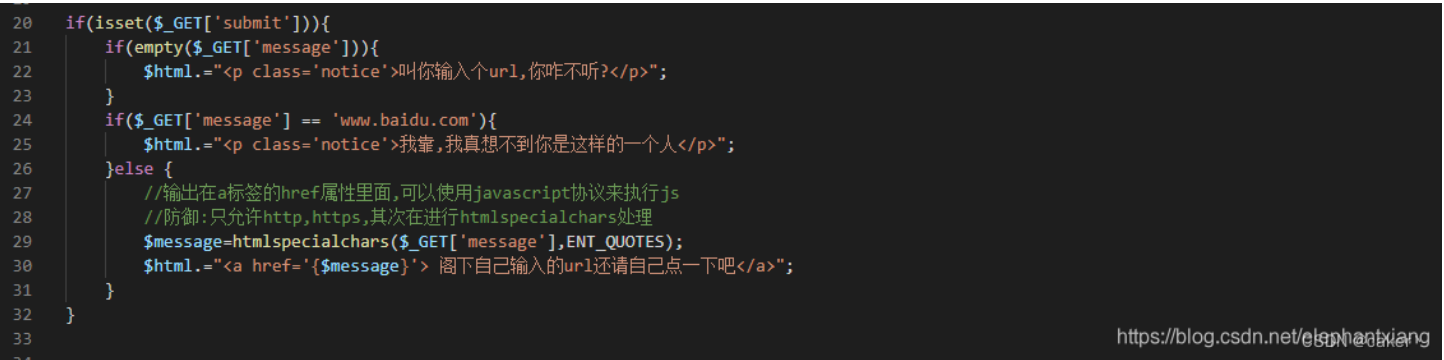 20 if(isset($_GET['submit'])){
21 if(empty($_GET['message'])){
22 $html.="<p class='notice'>叫你输入个url,你咋不听?</p>";
23 }
24 if($_GET['message'] == 'www.baidu.com'){
25 $html.="<p class='notice'>我靠,我真想不到你是这样的一个人</p>";
26 }else {
27 //输出在a标签的href属性里面,可以使用javascript协议来执行js
28 //防御:只允许http,https,其次在进行htmlspecialchars处理
29 $message=htmlspecialchars($_GET['message'],ENT_QUOTES);
30 $html.="<a href='{$message}'> 阁下自己输入的url还请自己点一下吧</a>";
31 }
32 }
33
https://blog.csdn.net/elephantxiang